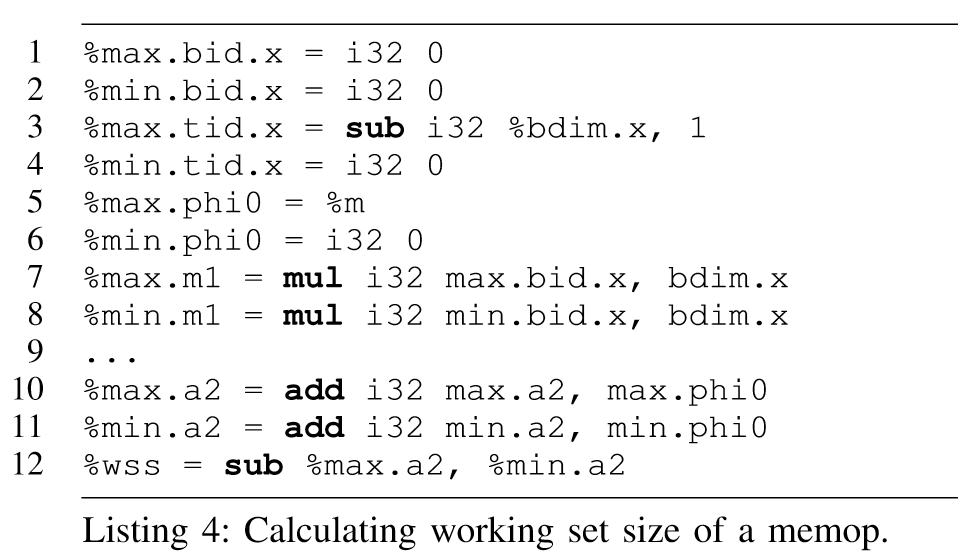 1 %max.bid.x = i32 0
2 %min.bid.x = i32 0
3 %max.tid.x = sub i32 %bdim.x, 1
4 %min.tid.x = i32 0
5 %max.phi0 = %m
6 %min.phi0 = i32 0
7 %max.m1 = mul i32 max.bid.x, bdim.x
8 %min.m1 = mul i32 min.bid.x, bdim.x
9 ...
10 %max.a2 = add i32 max.a2, max.phi0
11 %min.a2 = add i32 min.a2, min.phi0
12 %wss = sub %max.a2, %min.a2
Listing 4: Calculating working set size of a memop.